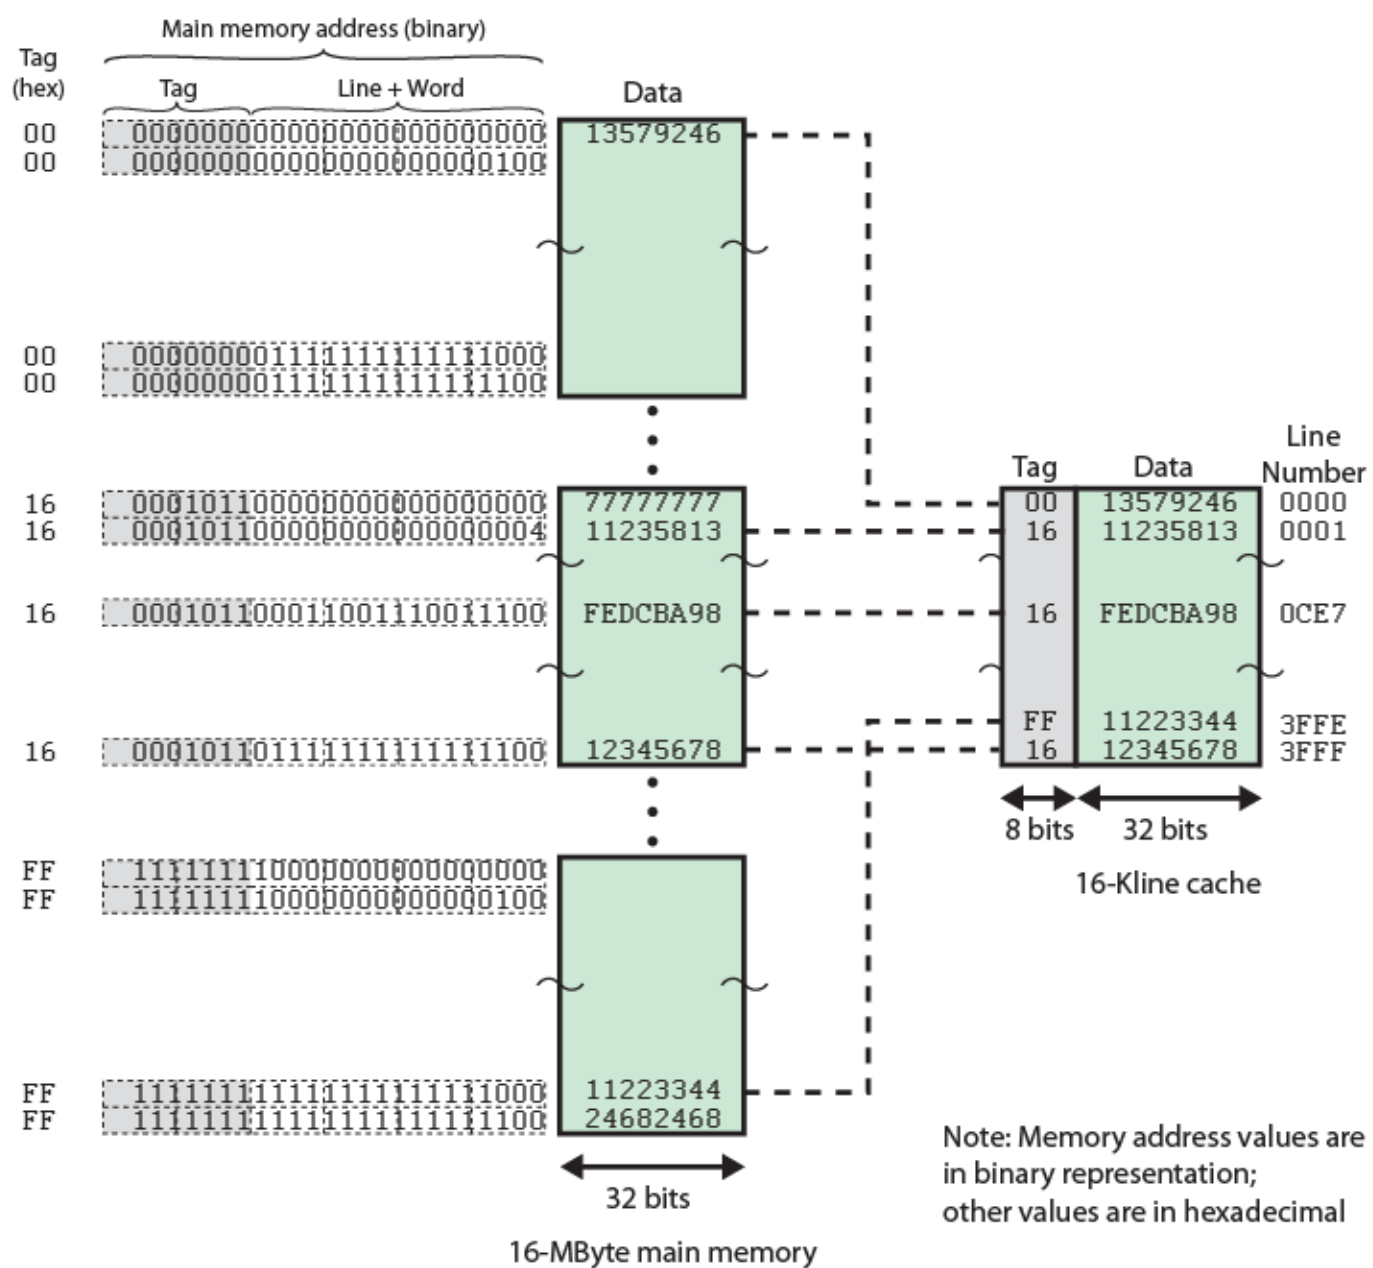 Main memory address (binary)
Tag
(hex)
Tag
Line + Word
Data
00 000000000000000000000000 13579246
00 000000000000000000000100
00 000000001111111111111000
00 000000001111111111111100
Tag Data Line
Number
16 000101100000000000000000 77777777 00 13579246 0000
16 000101100000000000000004 11235813 16 11235813 0001
16 000101100011001110011100 FEDCBA98 16 FEDCBA98 0CE7
FF 11223344 3FFE
16 000101101111111111111100 12345678 16 12345678 3FFF
8 bits 32 bits
16-Kline cache
FF 111111110000000000000000
FF 111111110000000000000100
FF 111111111111111111111000 11223344
FF 111111111111111111111100 24682468
32 bits
16-MByte main memory
Note: Memory address values are
in binary representation;
other values are in hexadecimal